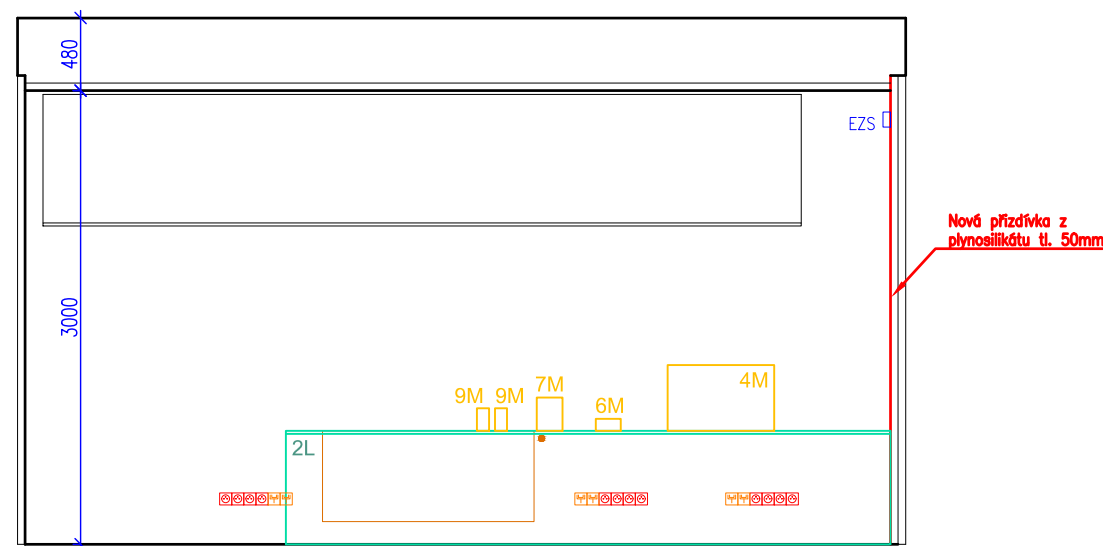 480
EZS
Nová přizdívka z
plynosilikátu tl. 50mm
3000
9M
9M
7M
6M
4M
2L